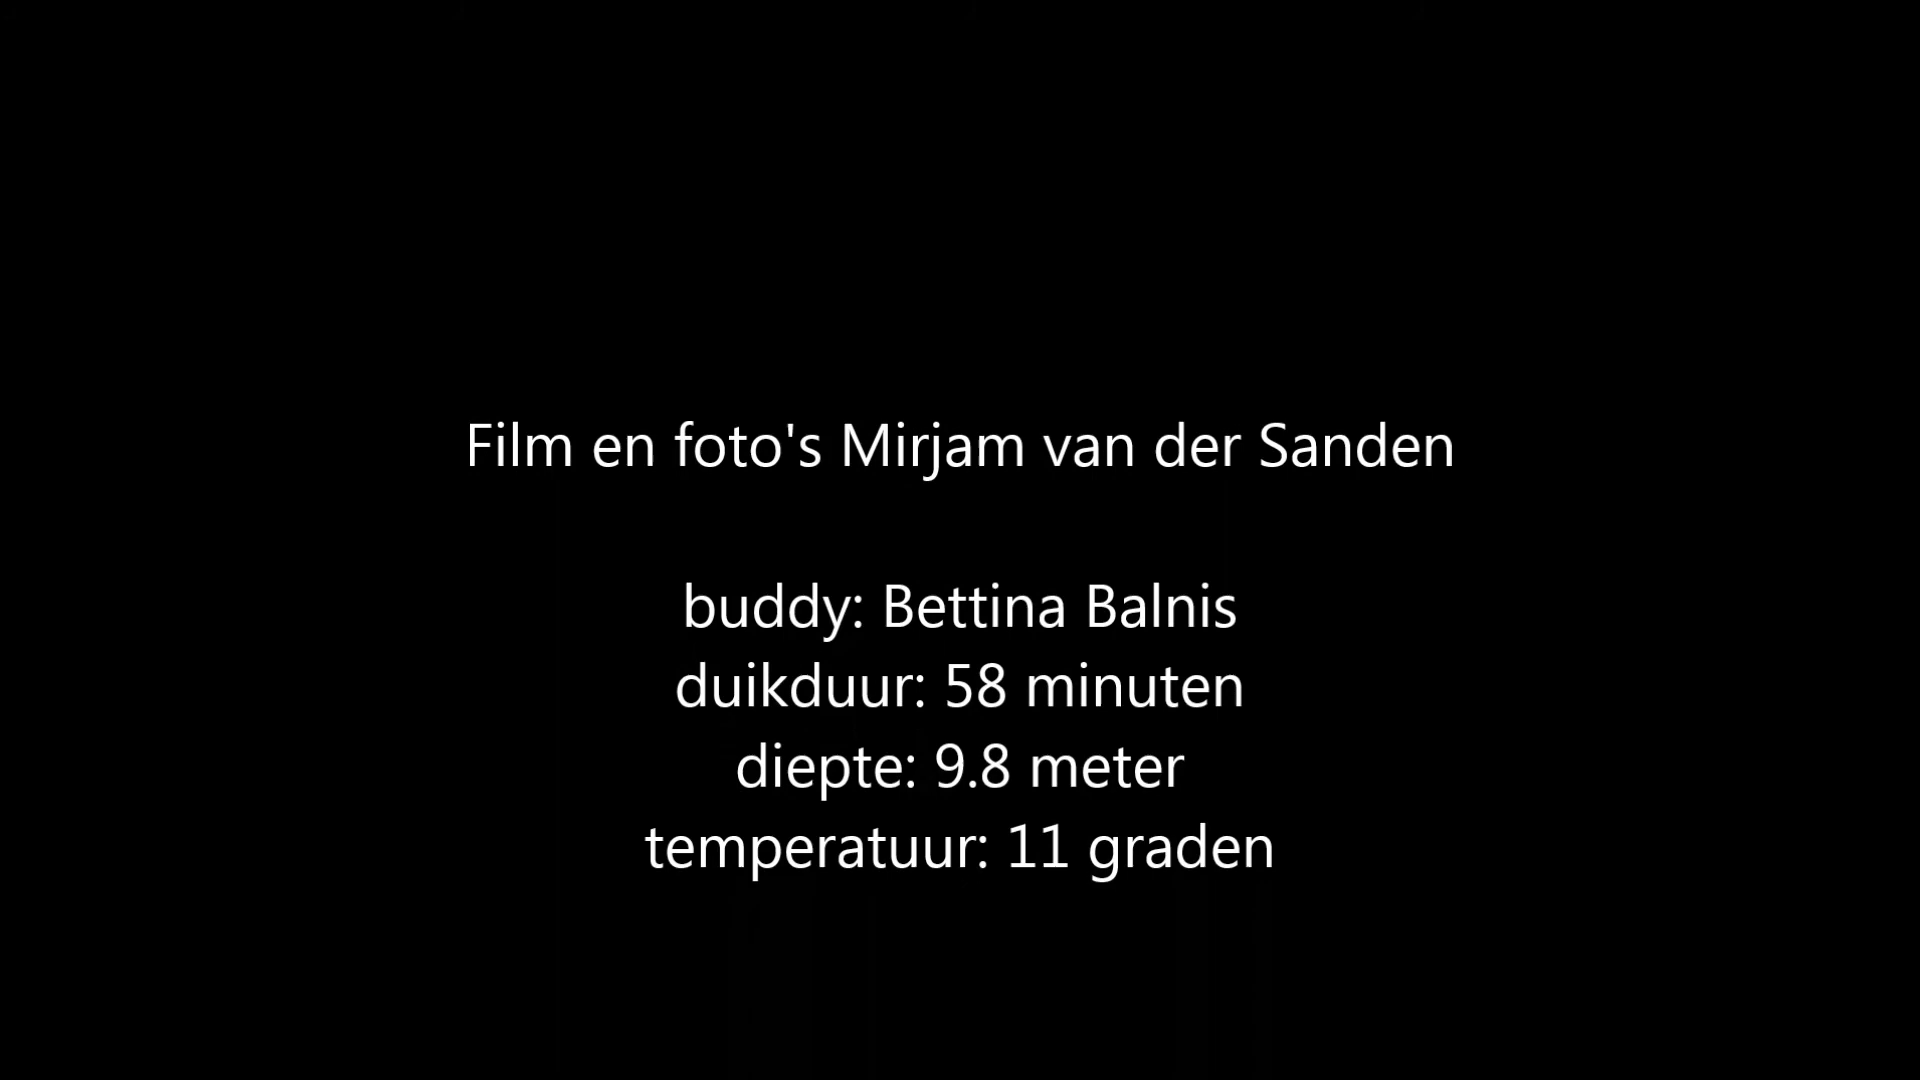 Film en foto's Mirjam van der Sanden
buddy: Bettina Balnis
duikduur: 58 minuten
diepte: 9.8 meter
temperatuur: 11 graden